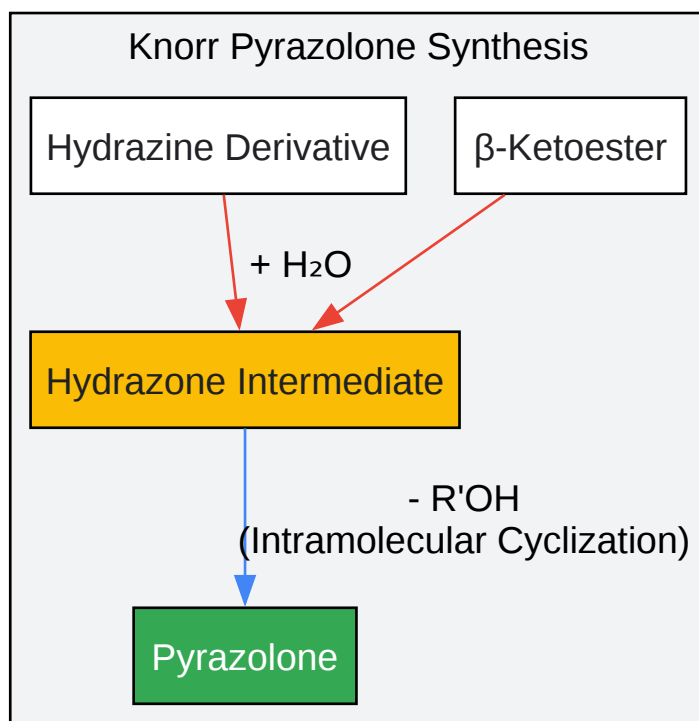 Knorr Pyrazolone Synthesis
Hydrazine Derivative
β-Ketoester
+ H₂O
Hydrazone Intermediate
- R'OH
(Intramolecular Cyclization)
Pyrazolone